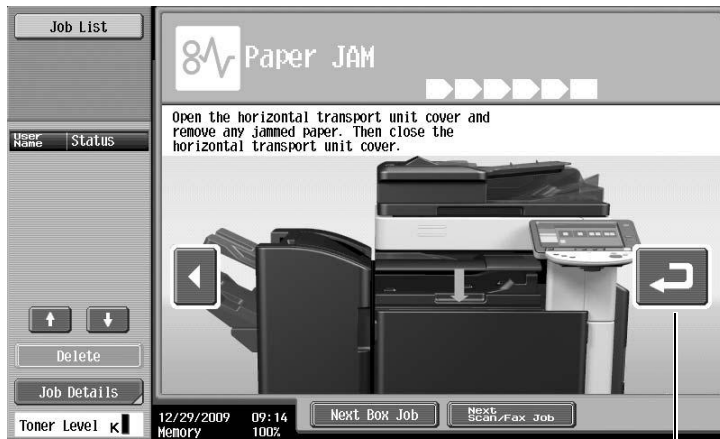 Job List
Paper JAM
Open the horizontal transport unit cover and
remove any jammed paper. Then close the
horizontal transport unit cover.
User
Name
Status
Delete
Job Details
Toner Level K
12/29/2009 09:14
Memory 100%
Next Box Job
Next
Scan/Fax Job